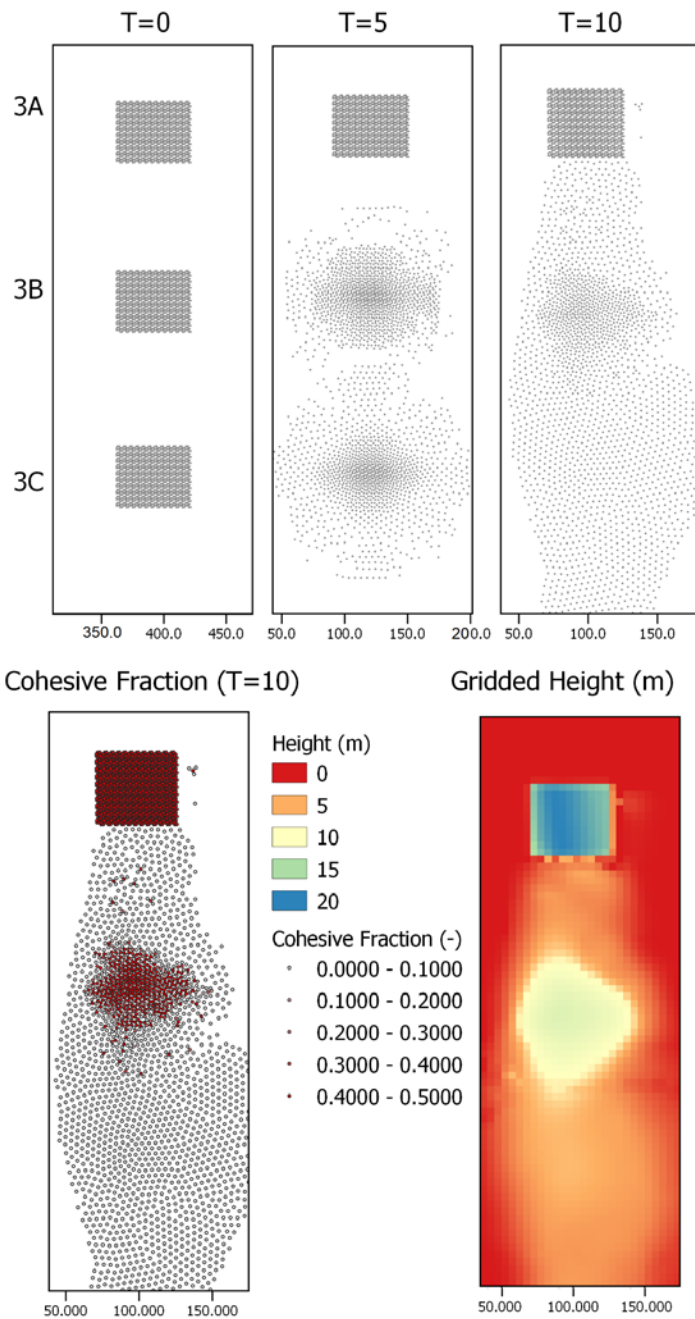 T=0 T=5 T=10
3A
3B
3C
350.0 400.0 450.0 50.0 100.0 150.0 200.0 50.0 100.0 150.0
Cohesive Fraction (T=10) Gridded Height (m)
Height (m)
0
5
10
15
20
Cohesive Fraction (-)
0.0000 - 0.1000
0.1000 - 0.2000
0.2000 - 0.3000
0.3000 - 0.4000
0.4000 - 0.5000
50.000 100.000 150.000 50.000 100.000 150.000